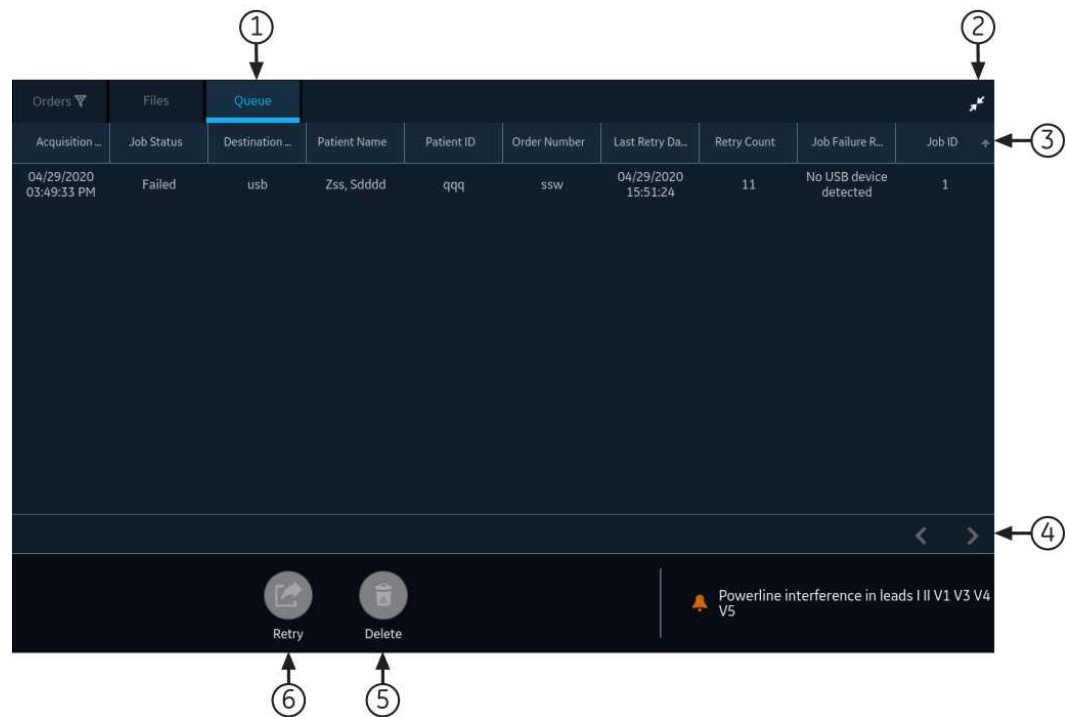 1 2
Orders Files Queue
Acquisition ... Job Status Destination ... Patient Name Patient ID Order Number Last Retry Da... Retry Count Job Failure R... Job ID 3
04/29/2020 03:49:33 PM Failed usb Zss, Sdddd qqq ssw 04/29/2020 15:51:24 11 No USB device detected 1
4
Retry Delete
Powerline interference in leads I II V1 V3 V4
V5
6 5